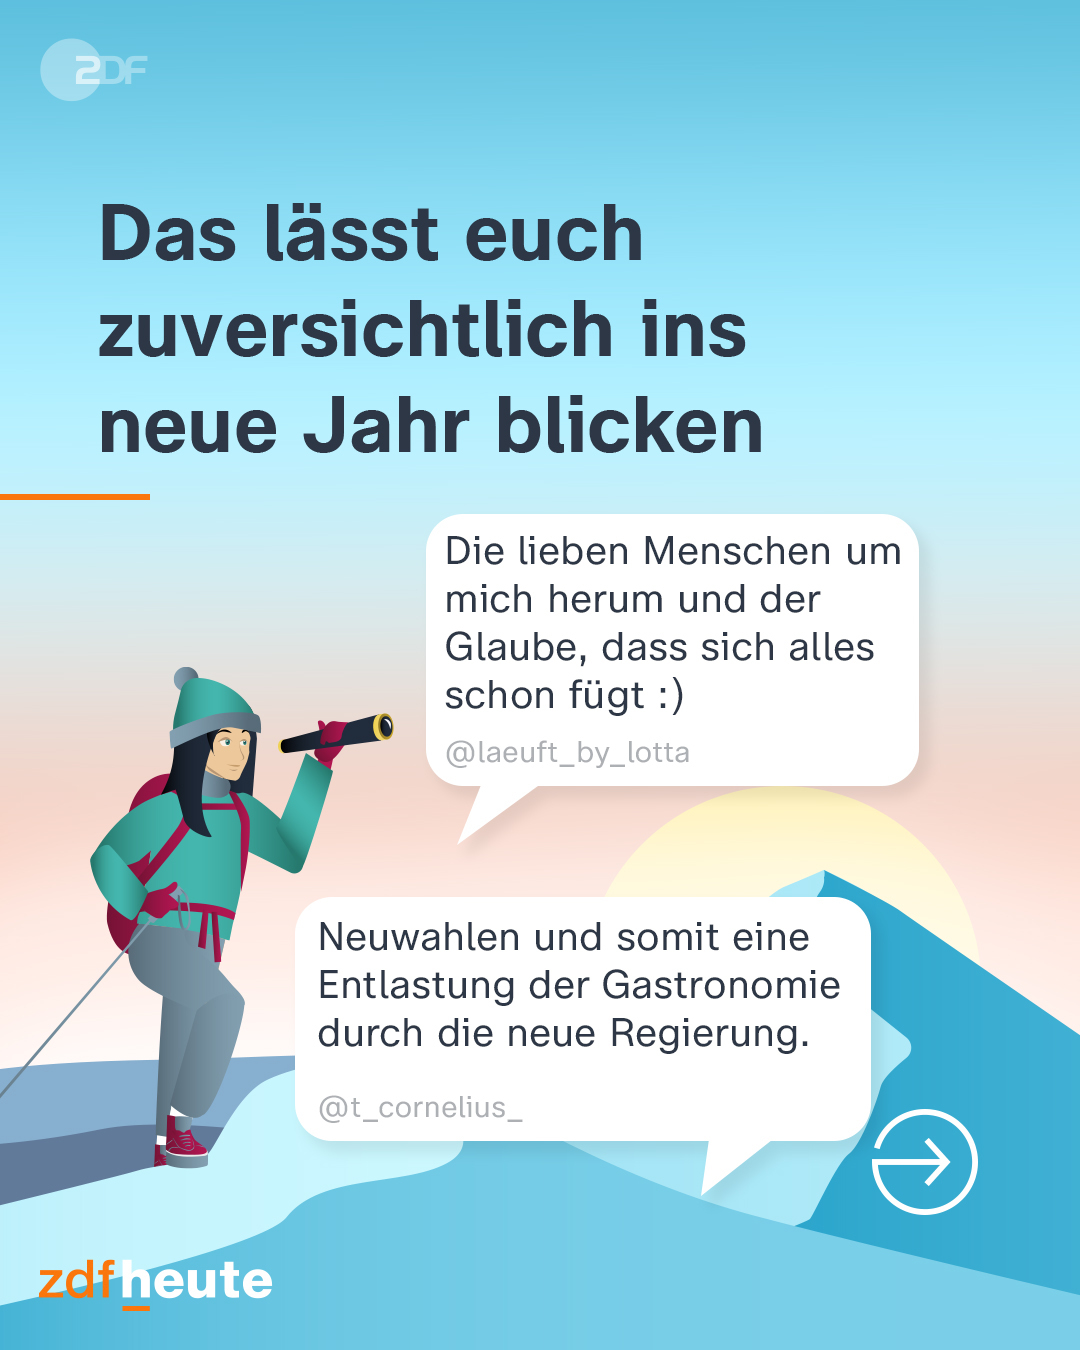 ZDF
Das lässt euch
zuversichtlich ins
neue Jahr blicken
Die lieben Menschen um
mich herum und der
Glaube, dass sich alles
schon fügt :)
@laeuft_by_lotta
Neuwahlen und somit eine
Entlastung der Gastronomie
durch die neue Regierung.
@t_cornelius_
zdfheute